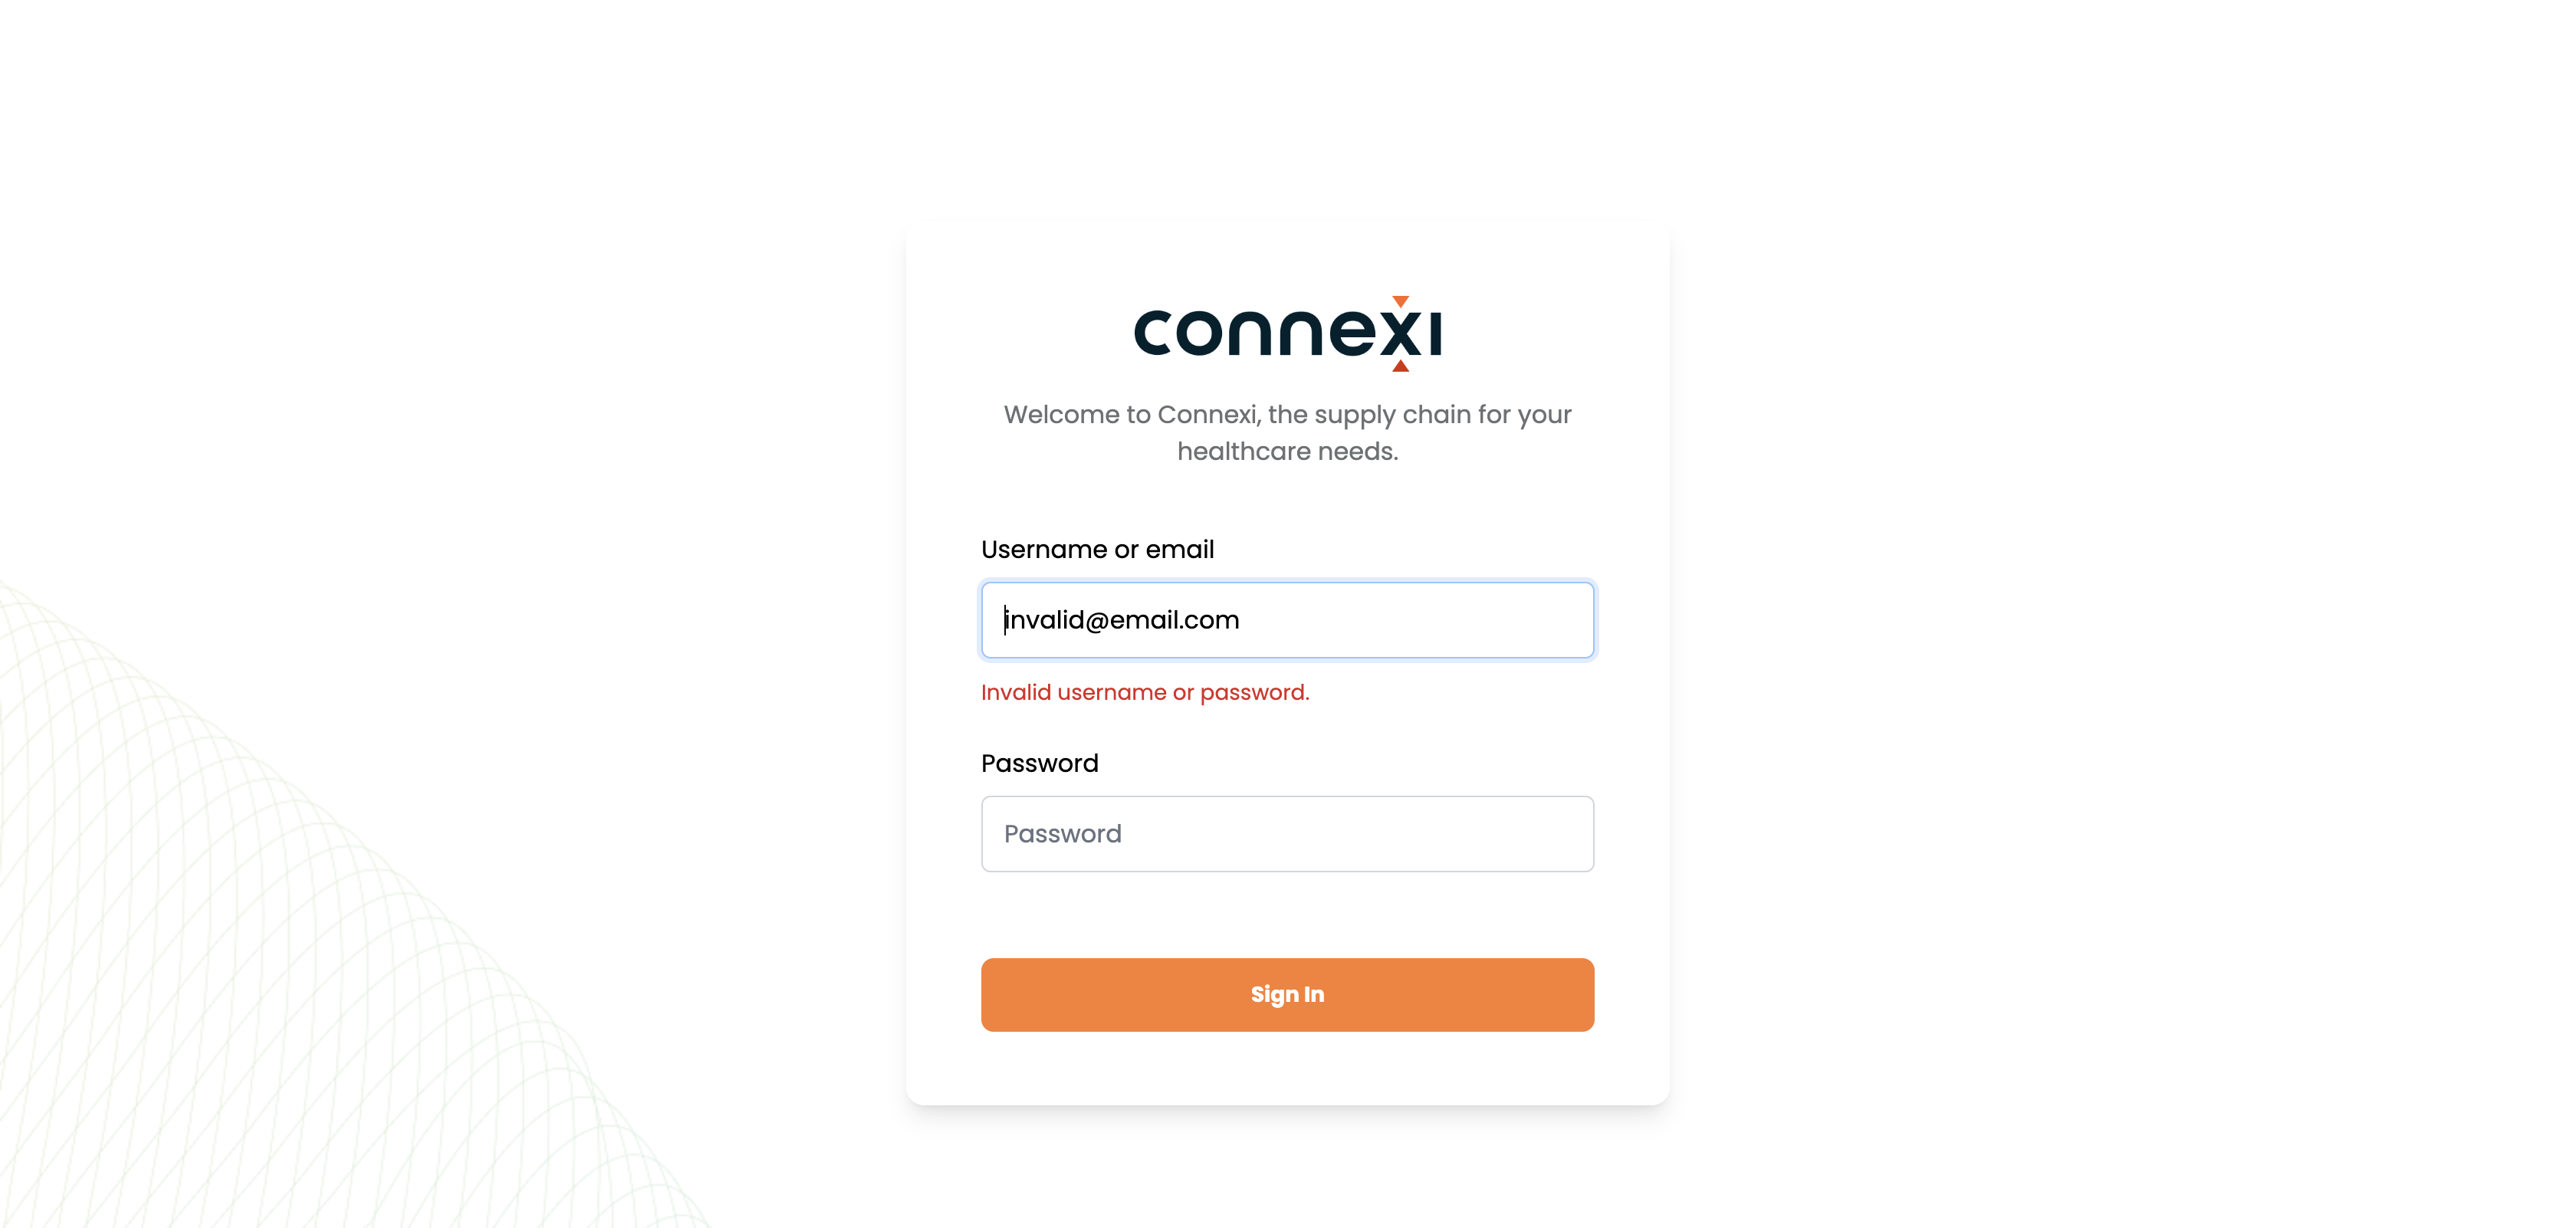 connexi
Welcome to Connexi, the supply chain for your
healthcare needs.
Username or email
invalid@email.com
Invalid username or password.
Password
Password
Sign In